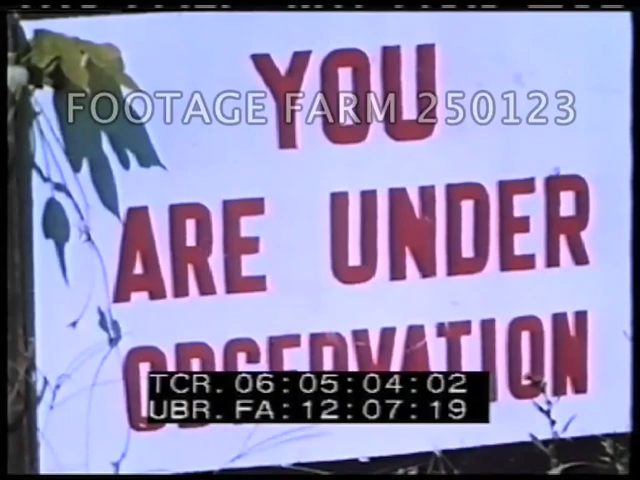 YOU
FOOTAGE FARM 250123
ARE UNDER
OBSERVATION
TCR. 06:05:04:02
UBR. FA: 12:07:19